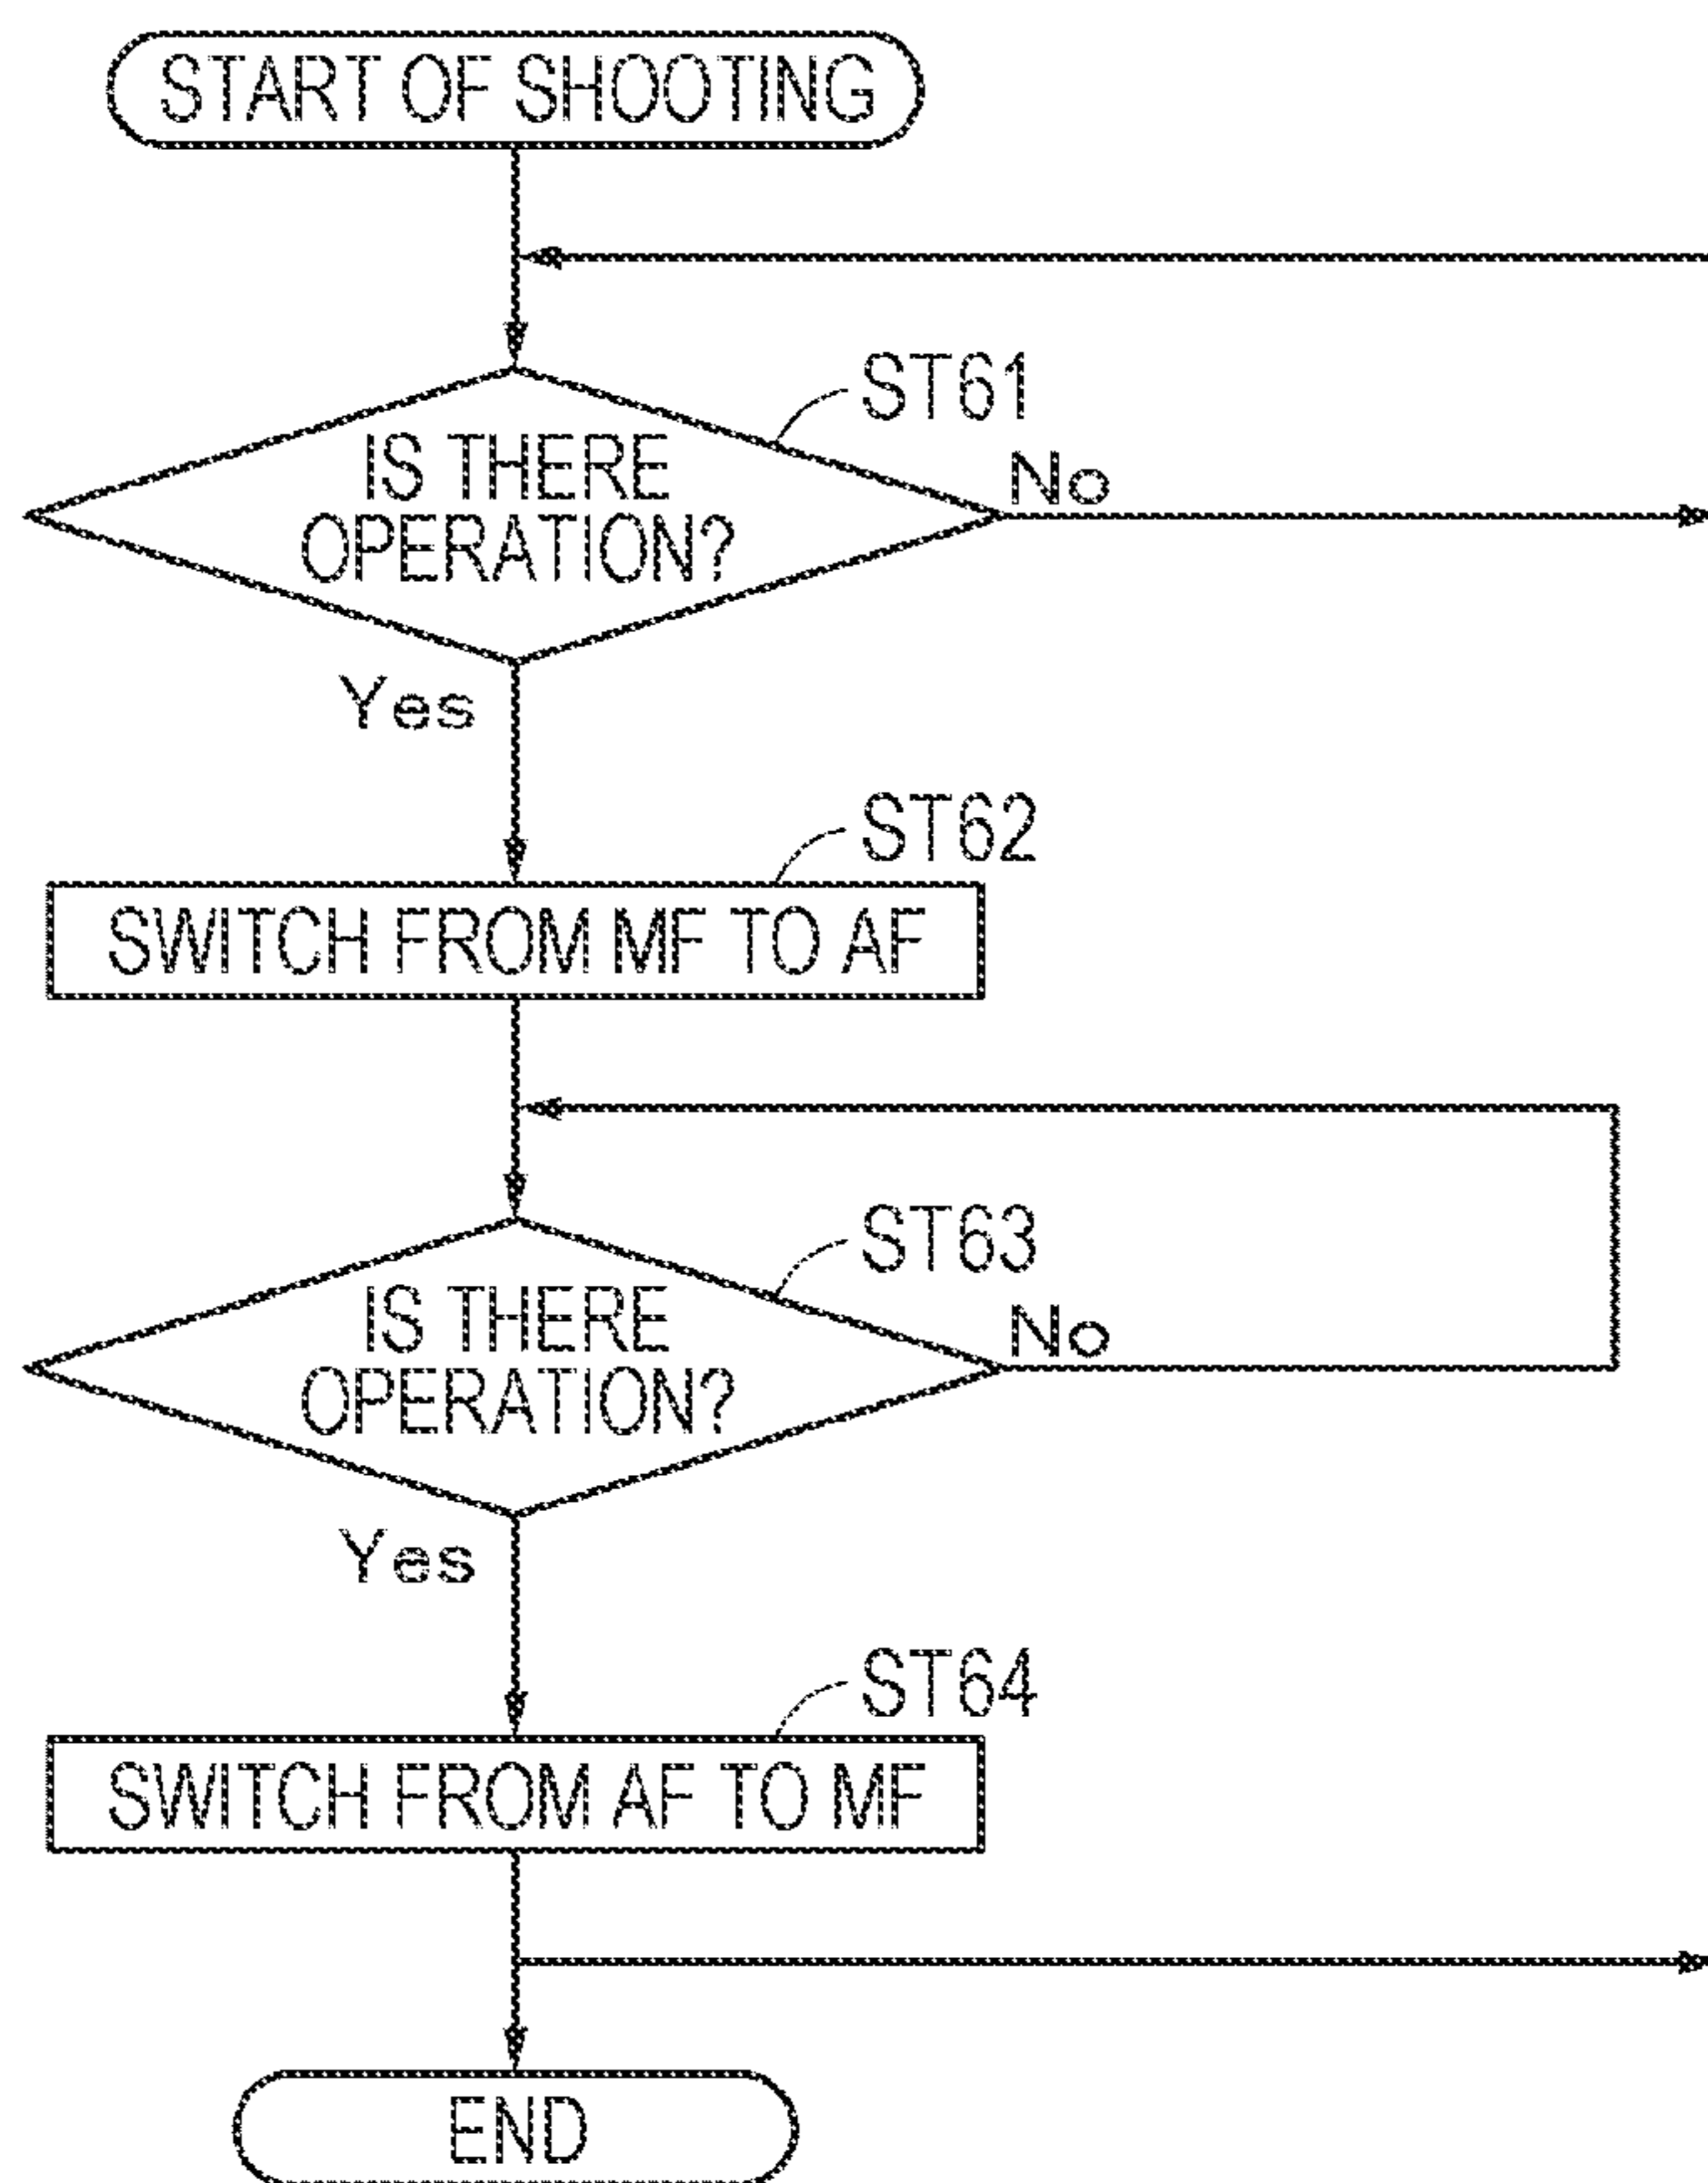 START OF SHOOTING
ST61
IS THERE
OPERATION?
No
Yes
ST62
SWITCH FROM MF TO AF
ST63
IS THERE
OPERATION?
No
Yes
ST64
SWITCH FROM AF TO MF
END